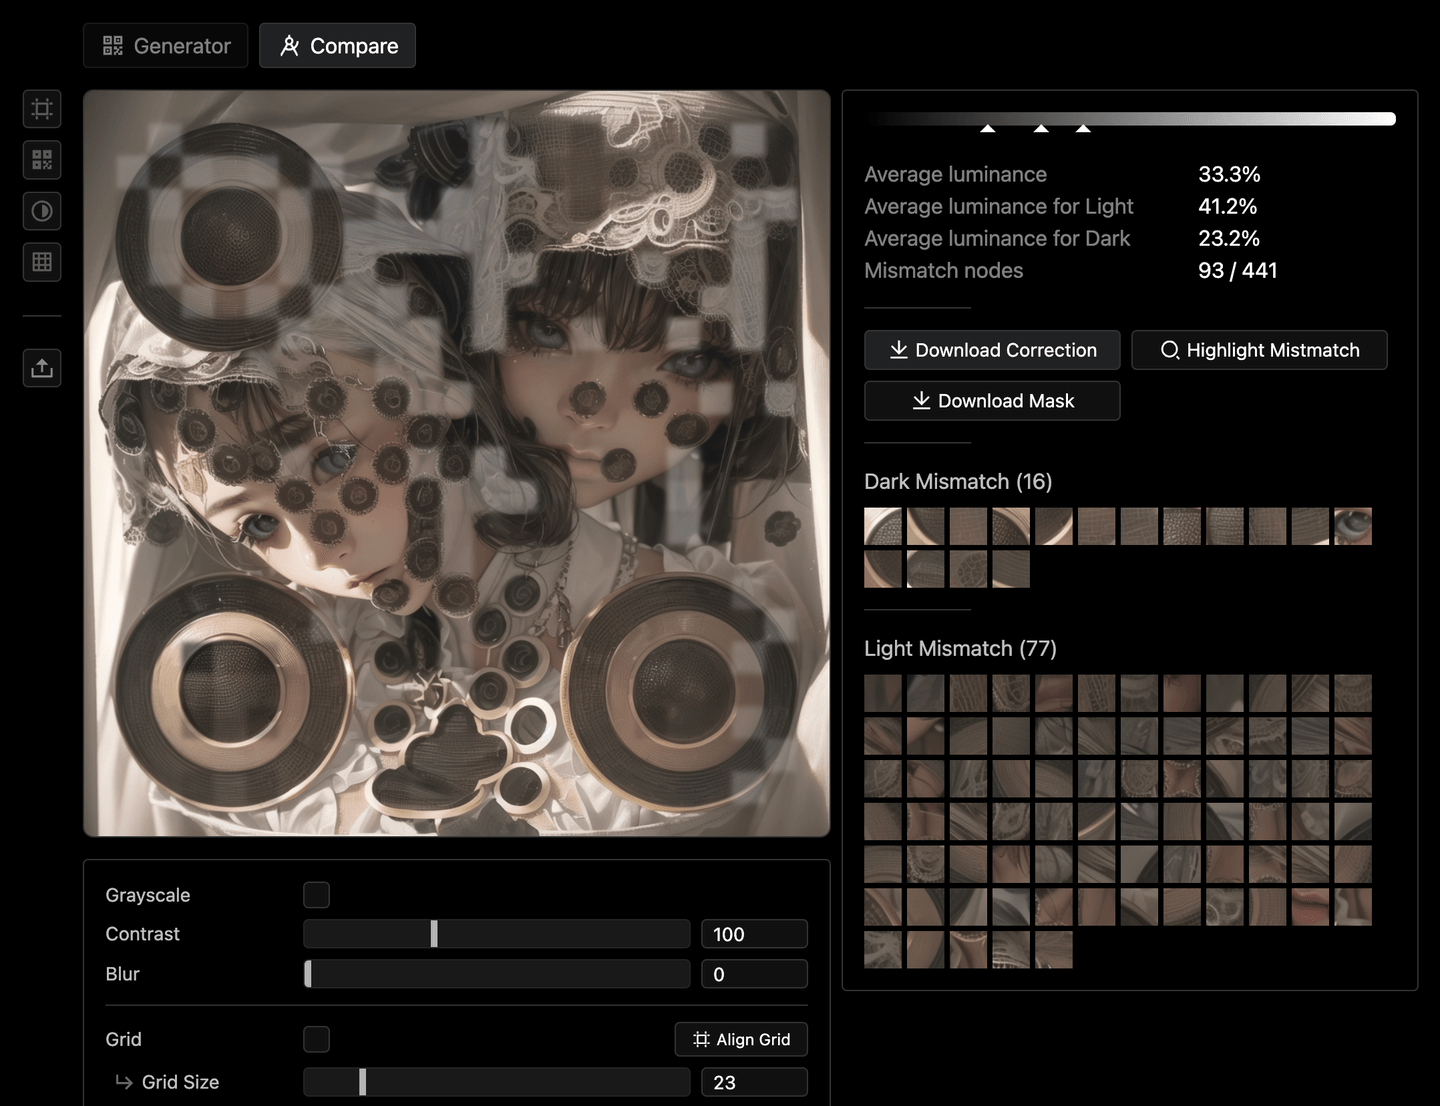 Generator
Compare
Average luminance 33.3%
Average luminance for Light 41.2%
Average luminance for Dark 23.2%
Mismatch nodes 93 / 441
Download Correction
Highlight Mistmatch
Download Mask
Dark Mismatch (16)
Light Mismatch (77)
Grayscale
Contrast 100
Blur 0
Grid Align Grid
Grid Size 23